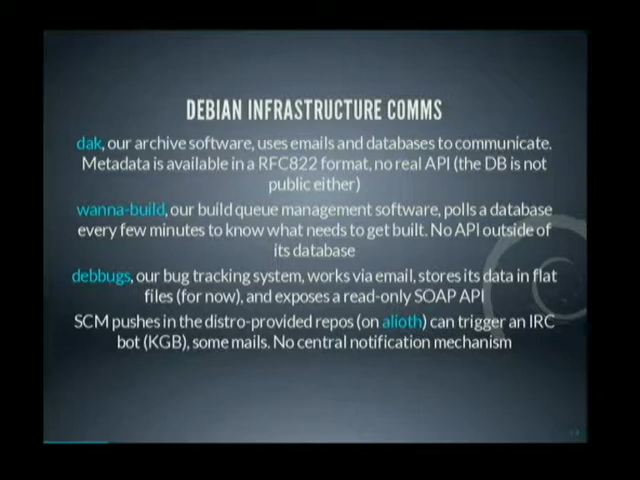 DEBIAN INFRASTRUCTURE COMMS
dak, our archive software, uses emails and databases to communicate.
Metadata is available in a RFC822 format, no real API (the DB is not
public either)
wanna-build, our build queue management software, polls a database
every few minutes to know what needs to get built. No API outside of
its database
debbugs, our bug tracking system, works via email, stores its data in flat
files (for now), and exposes a read-only SOAP API
SCM pushes in the distro-provided repos (on alioth) can trigger an IRC
bot (KGB), some mails. No central notification mechanism